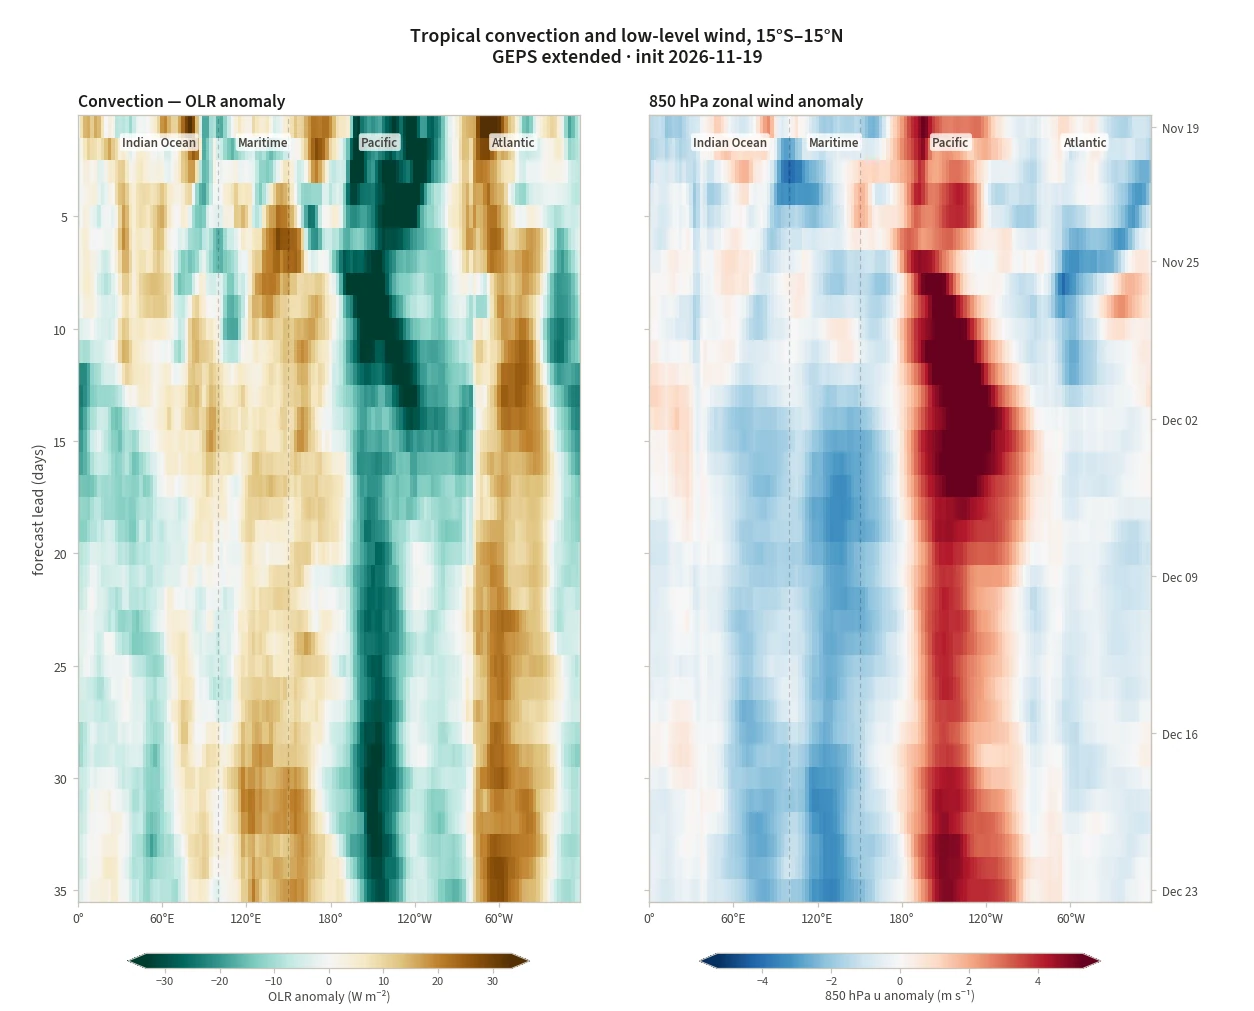 Tropical convection and low-level wind, 15°S–15°N
GEPS extended · init 2026-11-19
Convection — OLR anomaly
Indian Ocean
Maritime
Pacific
Atlantic
forecast lead (days)
5
10
15
20
25
30
35
0°
60°E
120°E
180°
120°W
60°W
−30
−20
−10
0
10
20
30
OLR anomaly (W m⁻²)
850 hPa zonal wind anomaly
Indian Ocean
Maritime
Pacific
Atlantic
Nov 19
Nov 25
Dec 02
Dec 09
Dec 16
Dec 23
0°
60°E
120°E
180°
120°W
60°W
−4
−2
0
2
4
850 hPa u anomaly (m s⁻¹)